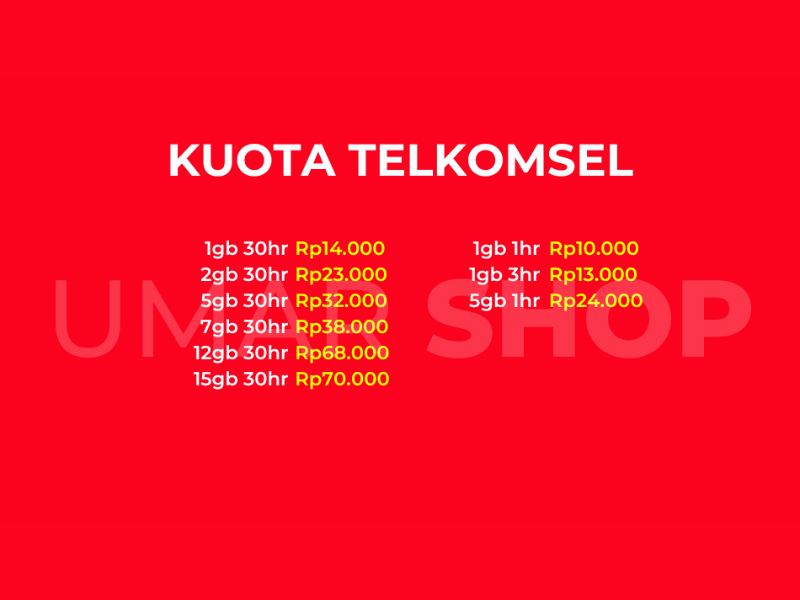 KUOTA TELKOMSEL
1gb 30hr Rp14.000
2gb 30hr Rp23.000
5gb 30hr Rp32.000
7gb 30hr Rp38.000
12gb 30hr Rp68.000
15gb 30hr Rp70.000
1gb 1hr Rp10.000
1gb 3hr Rp13.000
5gb 1hr Rp24.000
UMAR SHOP